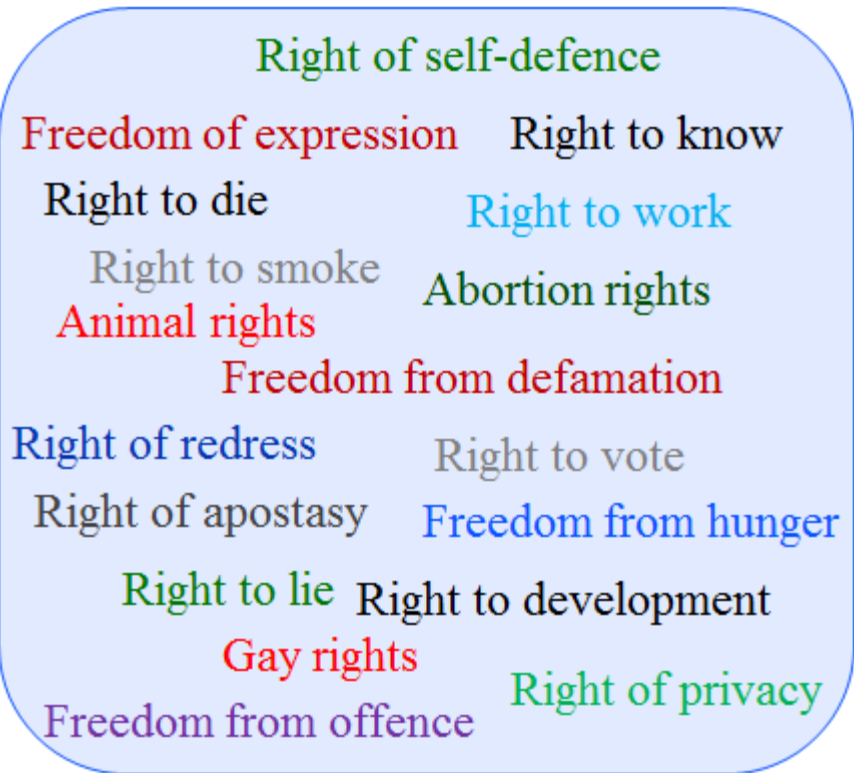 Right of self-defence
Freedom of expression
Right to know
Right to die
Right to work
Right to smoke
Abortion rights
Animal rights
Freedom from defamation
Right of redress
Right to vote
Right of apostasy
Freedom from hunger
Right to lie
Right to development
Gay rights
Right of privacy
Freedom from offence